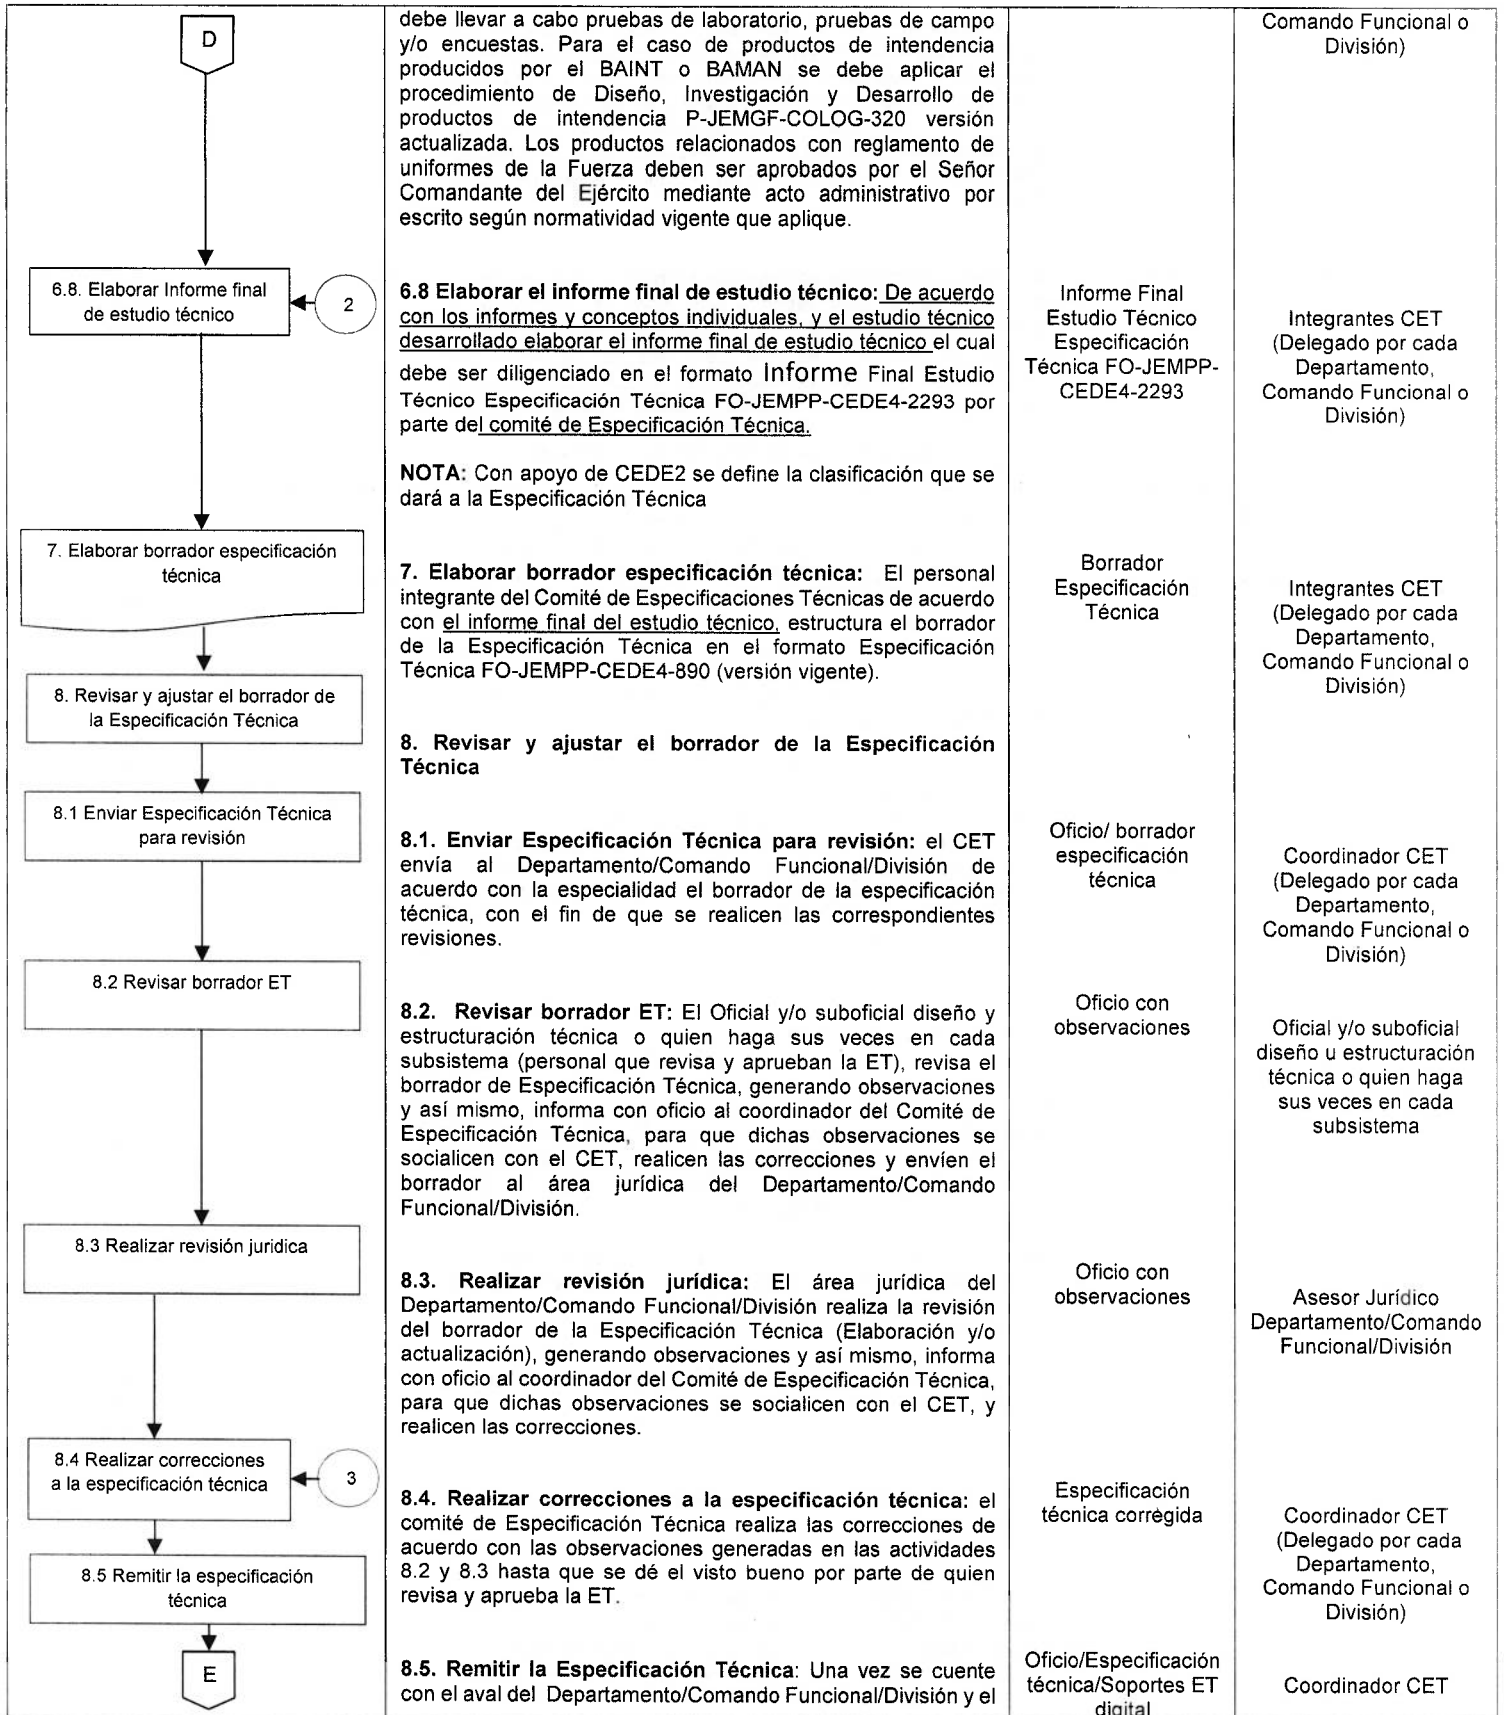 D
debe llevar a cabo pruebas de laboratorio, pruebas de campo
y/o encuestas. Para el caso de productos de intendencia
producidos por el BAINT o BAMAN se debe aplicar el
procedimiento de Diseño, Investigación y Desarrollo de
productos de intendencia P-JEMGF-COLOG-320 versión
actualizada. Los productos relacionados con reglamento de
uniformes de la Fuerza deben ser aprobados por el Señor
Comandante del Ejército mediante acto administrativo por
escrito según normatividad vigente que aplique.
Comando Funcional o
División)
6.8. Elaborar Informe final
de estudio técnico
2
6.8 Elaborar el informe final de estudio técnico: De acuerdo
con los informes y conceptos individuales, y el estudio técnico
desarrollado elaborar el informe final de estudio técnico el cual
debe ser diligenciado en el formato Informe Final Estudio
Técnico Especificación Técnica FO-JEMPP-CEDE4-2293 por
parte del comité de Especificación Técnica.
NOTA: Con apoyo de CEDE2 se define la clasificación que se
dará a la Especificación Técnica
Informe Final
Estudio Técnico
Especificación
Técnica FO-JEMPP-
CEDE4-2293
Integrantes CET
(Delegado por cada
Departamento,
Comando Funcional o
División)
7. Elaborar borrador especificación
técnica
7. Elaborar borrador especificación técnica: El personal
integrante del Comité de Especificaciones Técnicas de acuerdo
con el informe final del estudio técnico, estructura el borrador
de la Especificación Técnica en el formato Especificación
Técnica FO-JEMPP-CEDE4-890 (versión vigente).
Borrador
Especificación
Técnica
Integrantes CET
(Delegado por cada
Departamento,
Comando Funcional o
División)
8. Revisar y ajustar el borrador de
la Especificación Técnica
8. Revisar y ajustar el borrador de la Especificación
Técnica
8.1 Enviar Especificación Técnica
para revisión
8.1. Enviar Especificación Técnica para revisión: el CET
envía al Departamento/Comando Funcional/División de
acuerdo con la especialidad el borrador de la especificación
técnica, con el fin de que se realicen las correspondientes
revisiones.
Oficio/ borrador
especificación
técnica
Coordinador CET
(Delegado por cada
Departamento,
Comando Funcional o
División)
8.2 Revisar borrador ET
8.2. Revisar borrador ET: El Oficial y/o suboficial diseño y
estructuración técnica o quien haga sus veces en cada
subsistema (personal que revisa y aprueban la ET), revisa el
borrador de Especificación Técnica, generando observaciones
y así mismo, informa con oficio al coordinador del Comité de
Especificación Técnica, para que dichas observaciones se
socialicen con el CET, realicen las correcciones y envíen el
borrador al área jurídica del Departamento/Comando
Funcional/División.
Oficio con
observaciones
Oficial y/o suboficial
diseño u estructuración
técnica o quien haga
sus veces en cada
subsistema
8.3 Realizar revisión juridica
8.3. Realizar revisión jurídica: El área jurídica del
Departamento/Comando Funcional/División realiza la revisión
del borrador de la Especificación Técnica (Elaboración y/o
actualización), generando observaciones y así mismo, informa
con oficio al coordinador del Comité de Especificación Técnica,
para que dichas observaciones se socialicen con el CET, y
realicen las correcciones.
Oficio con
observaciones
Asesor Jurídico
Departamento/Comando
Funcional/División
8.4 Realizar correcciones
a la especificación técnica
3
8.4. Realizar correcciones a la especificación técnica: el
comité de Especificación Técnica realiza las correcciones de
acuerdo con las observaciones generadas en las actividades
8.2 y 8.3 hasta que se dé el visto bueno por parte de quien
revisa y aprueba la ET.
Especificación
técnica corregida
Coordinador CET
(Delegado por cada
Departamento,
Comando Funcional o
División)
8.5 Remitir la especificación
técnica
E
8.5. Remitir la Especificación Técnica: Una vez se cuente
con el aval del Departamento/Comando Funcional/División y el
Oficio/Especificación
técnica/Soportes ET
digital
Coordinador CET